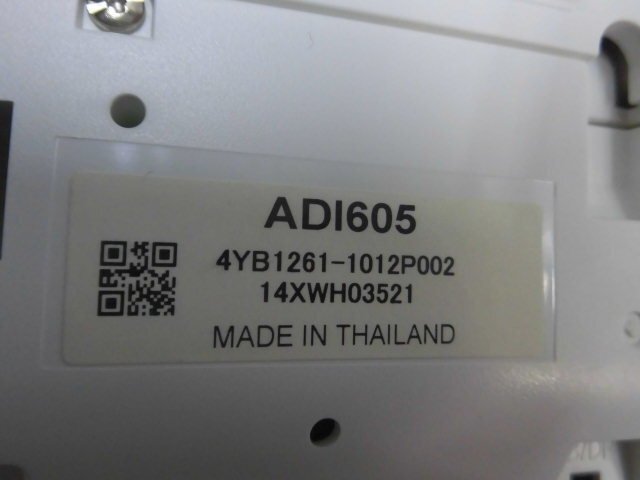 ADI605
4YB1261-1012P002
14XWH03521
MADE IN THAILAND